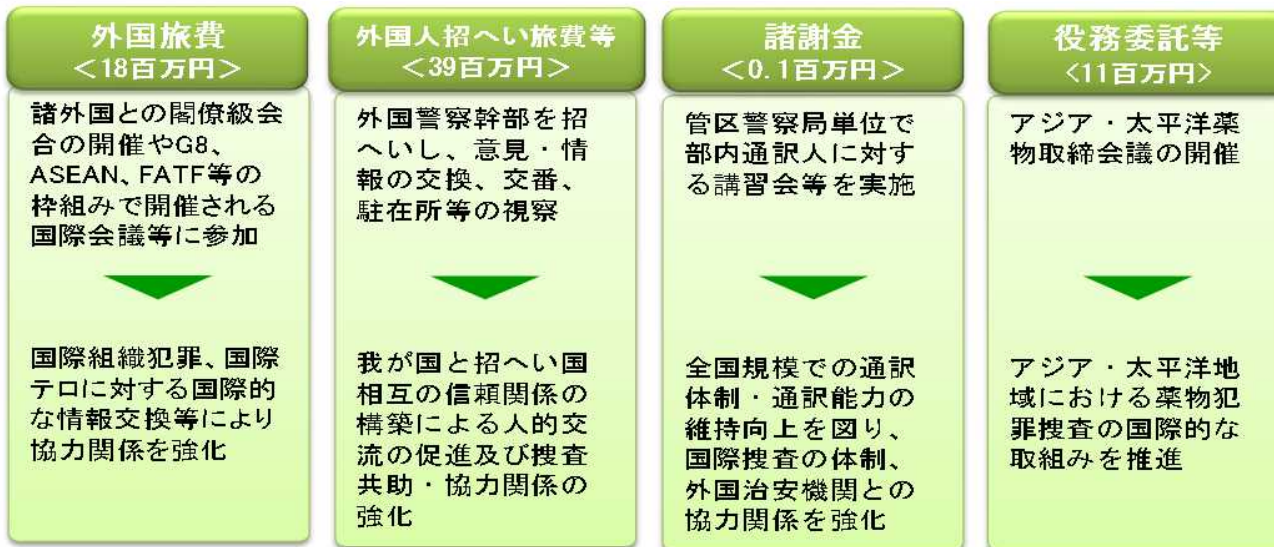 外国旅費
＜18百万円＞
諸外国との閣僚級会
合の開催やG8、
ASEAN、FATF等の
枠組みで開催される
国際会議等に参加
国際組織犯罪、国際
テロに対する国際的
な情報交換等により
協力関係を強化
外国人招へい旅費等
＜39百万円＞
外国警察幹部を招
へいし、意見・情
報の交換、交番、
駐在所等の視察
我が国と招へい国
相互の信頼関係の
構築による人的交
流の促進及び捜査
共助・協力関係の
強化
諸謝金
＜0.1百万円＞
管区警察局単位で
部内通訳人に対す
る講習会等を実施
全国規模での通訳
体制・通訳能力の
維持向上を図り、
国際捜査の体制、
外国治安機関との
協力関係を強化
役務委託等
〈11百万円〉
アジア・太平洋薬
物取締会議の開催
アジア・太平洋地
域における薬物犯
罪捜査の国際的な
取組みを推進